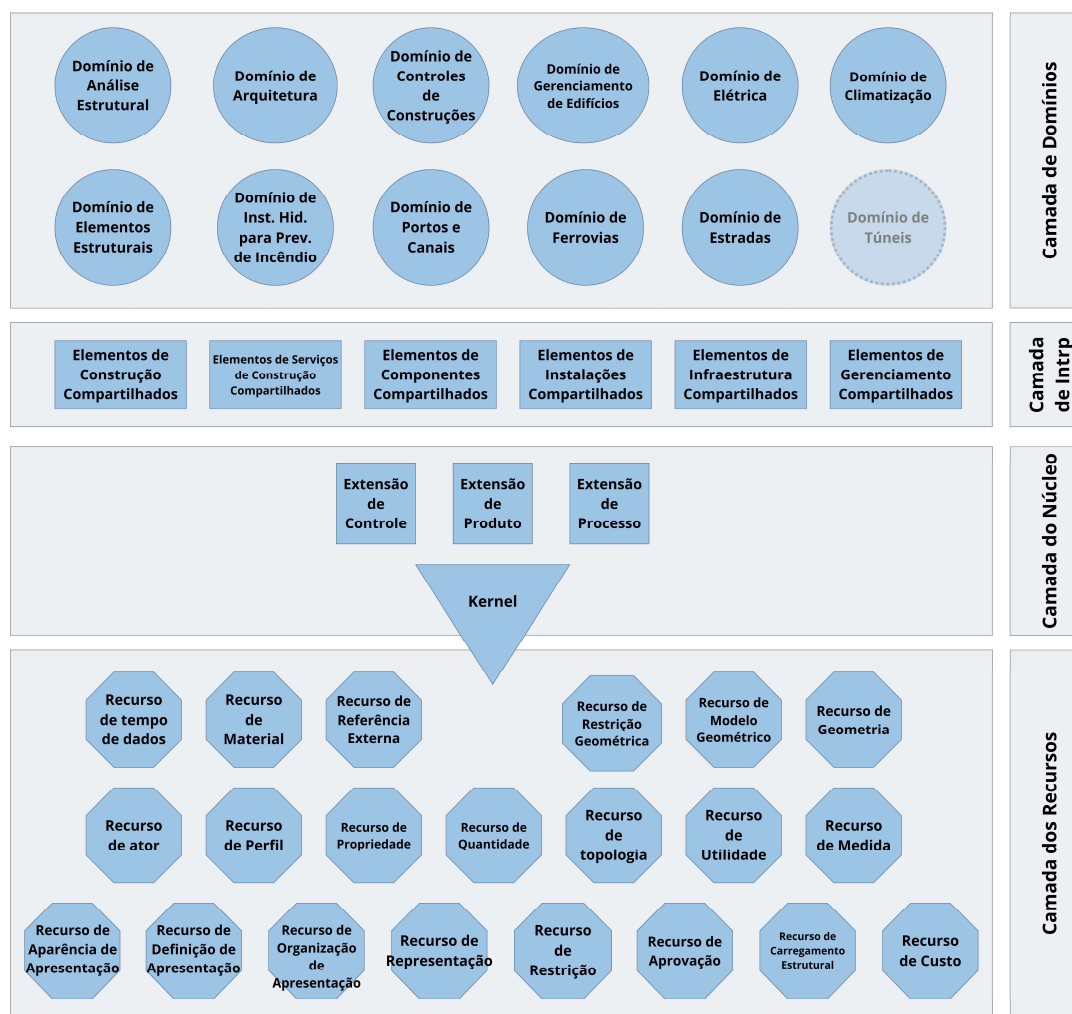 Domínio de
Análise
Estrutural
Domínio de
Arquitetura
Domínio de
Controles
de
Construções
Domínio de
Gerenciamento
de Edifícios
Domínio de
Elétrica
Domínio de
Climatização
Domínio de
Elementos
Estruturais
Domínio de
Inst. Hid.
para Prev.
de Incêndio
Domínio de
Portos e
Canais
Domínio de
Ferrovias
Domínio de
Estradas
Domínio de
Túneis
Camada de Domínios
Elementos de
Construção
Compartilhados
Elementos de Serviços
de Construção
Compartilhados
Elementos de
Componentes
Compartilhados
Elementos de
Instalações
Compartilhados
Elementos de
Infraestrutura
Compartilhados
Elementos de
Gerenciamento
Compartilhados
Camada
de Intrp
Extensão
de
Controle
Extensão
de
Produto
Extensão
de
Processo
Kernel
Camada do Núcleo
Recurso
de tempo
de dados
Recurso
de
Material
Recurso de
Referência
Externa
Recurso de
Restrição
Geométrica
Recurso de
Modelo
Geométrico
Recurso de
Geometria
Recurso
de ator
Recurso
de Perfil
Recurso de
Propriedade
Recurso de
Quantidade
Recurso
de
topologia
Recurso
de
Utilidade
Recurso
de Medida
Recurso de
Aparência de
Apresentação
Recurso de
Definição de
Apresentação
Recurso de
Organização
de
Apresentação
Recurso de
Representação
Recurso
de
Restrição
Recurso de
Aprovação
Recurso de
Carregamento
Estrutural
Recurso
de Custo
Camada dos Recursos